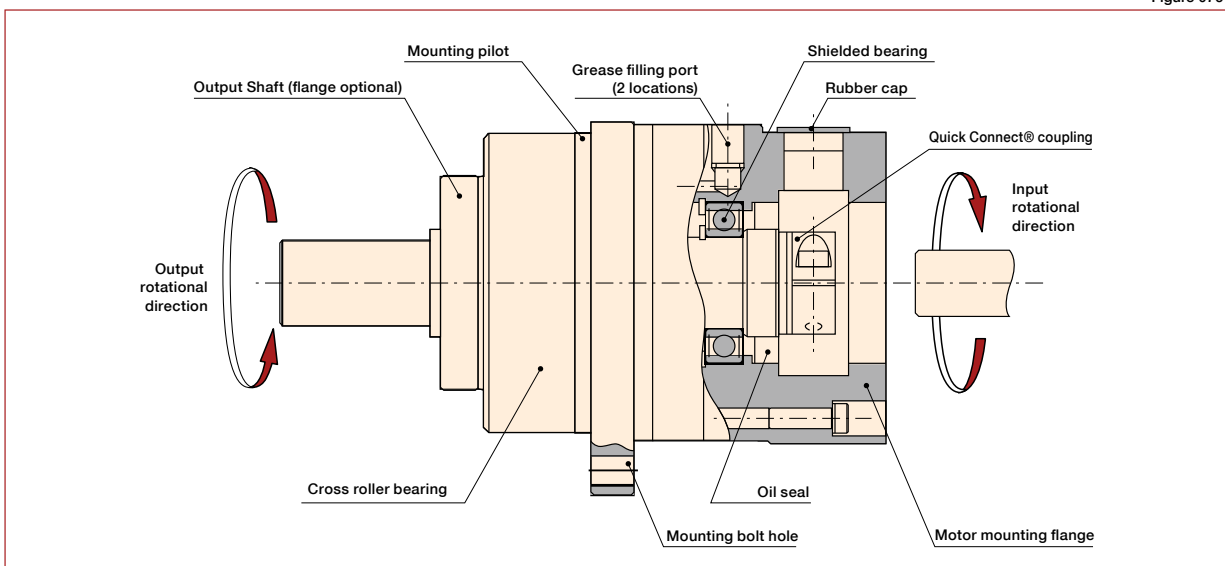 Mounting pilot
Shielded bearing
Grease filling port
(2 locations)
Output Shaft (flange optional)
Rubber cap
Quick Connect® coupling
Input
rotational
direction
Output
rotational
direction
Cross roller bearing
Oil seal
Mounting bolt hole
Motor mounting flange